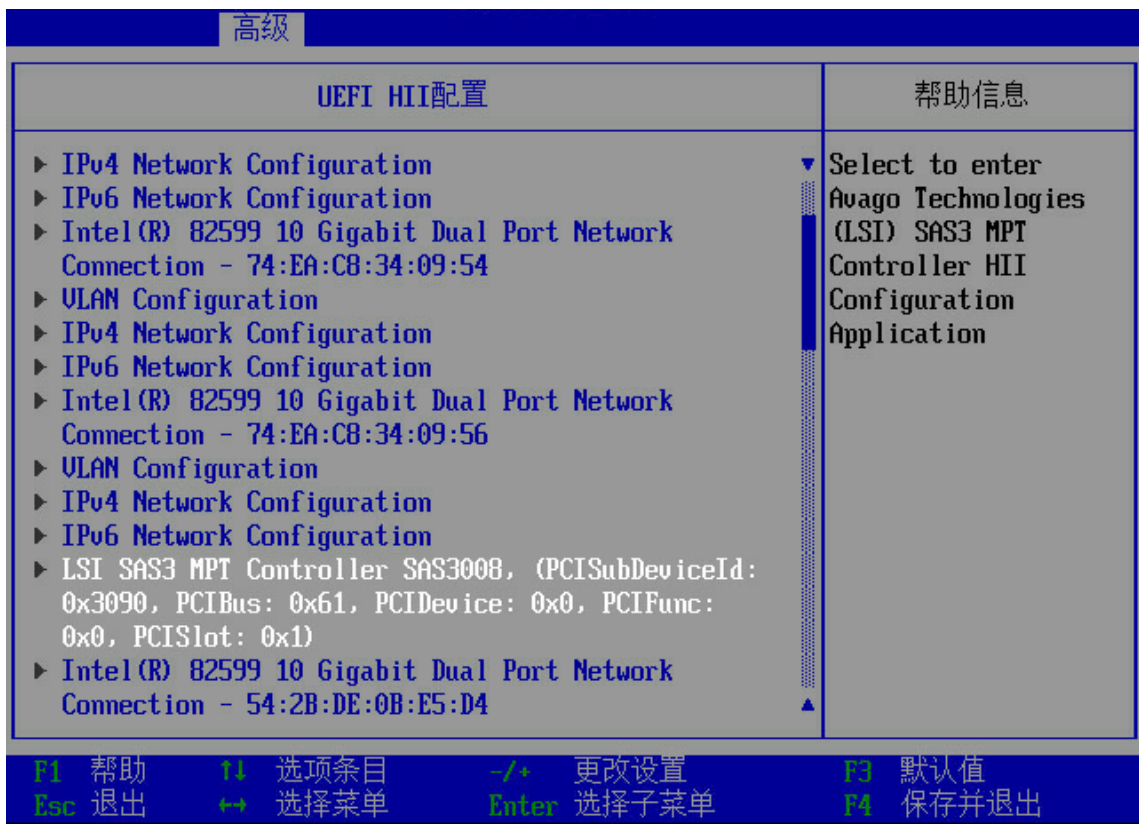 高级
UEFI HII配置
帮助信息
IPv4 Network Configuration
IPv6 Network Configuration
Intel(R) 82599 10 Gigabit Dual Port Network
Connection - 74:EA:C8:34:09:54
VLAN Configuration
IPv4 Network Configuration
IPv6 Network Configuration
Intel(R) 82599 10 Gigabit Dual Port Network
Connection - 74:EA:C8:34:09:56
VLAN Configuration
IPv4 Network Configuration
IPv6 Network Configuration
LSI SAS3 MPT Controller SAS3008, (PCISubDeviceId:
0x3090, PCIBus: 0x61, PCIDevice: 0x0, PCIFunc:
0x0, PCISlot: 0x1)
Intel(R) 82599 10 Gigabit Dual Port Network
Connection - 54:2B:DE:0B:E5:D4
Select to enter
Avago Technologies
(LSI) SAS3 MPT
Controller HII
Configuration
Application
F1 帮助 ↑↓ 选项条目 -/+ 更改设置 F3 默认值
Esc 退出 ←→ 选择菜单 Enter 选择子菜单 F4 保存并退出